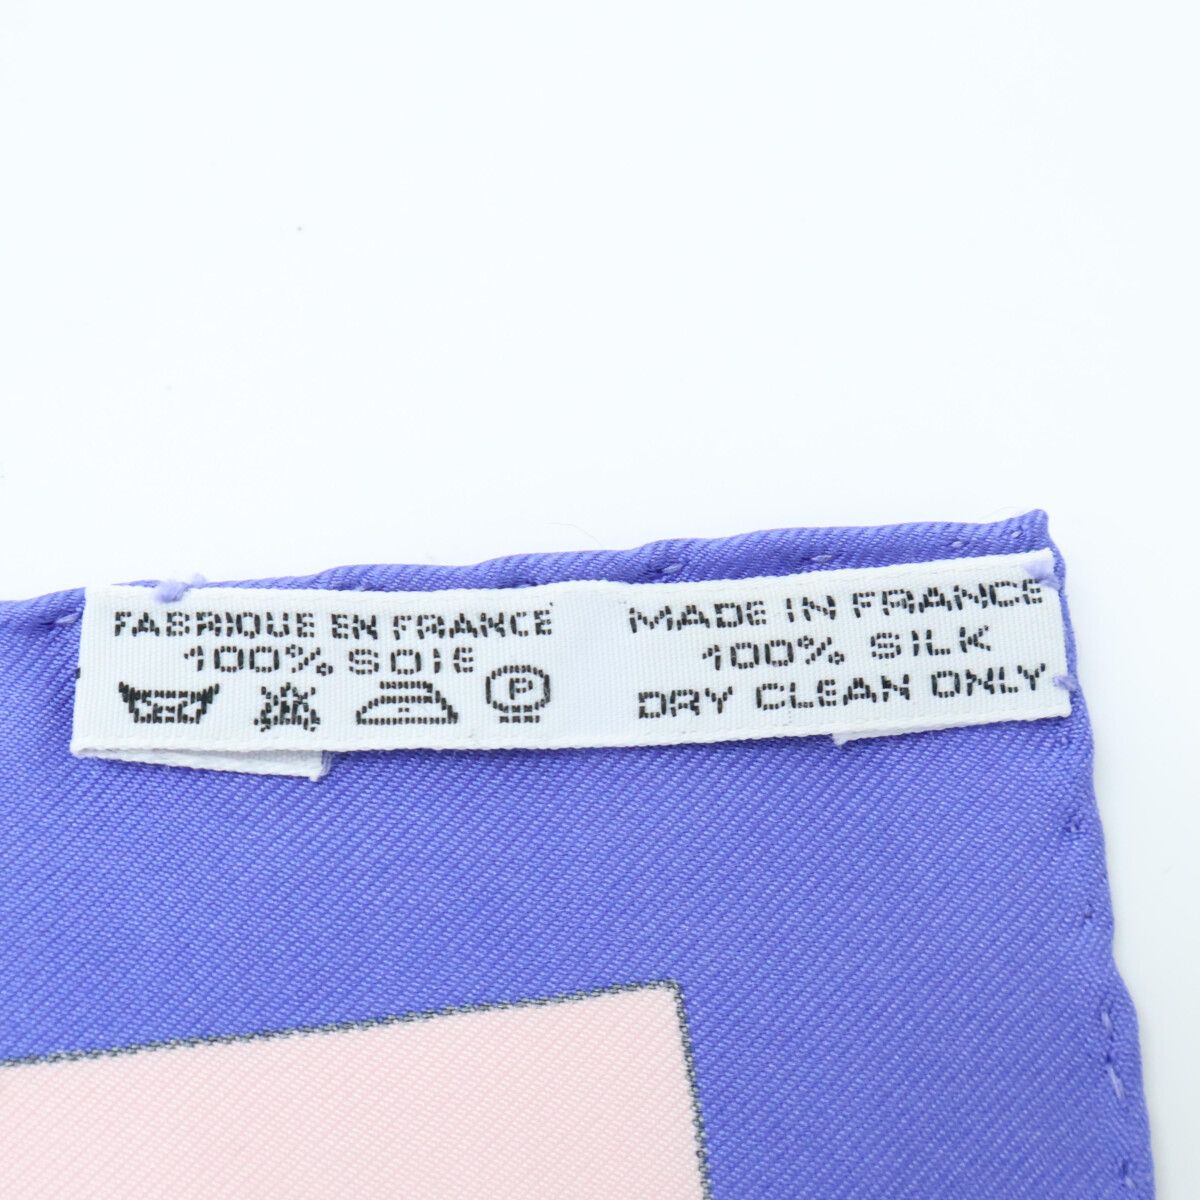 FABRIQUE EN FRANCE
100% SOIE
P
MADE IN FRANCE
100% SILK
DRY CLEAN ONLY